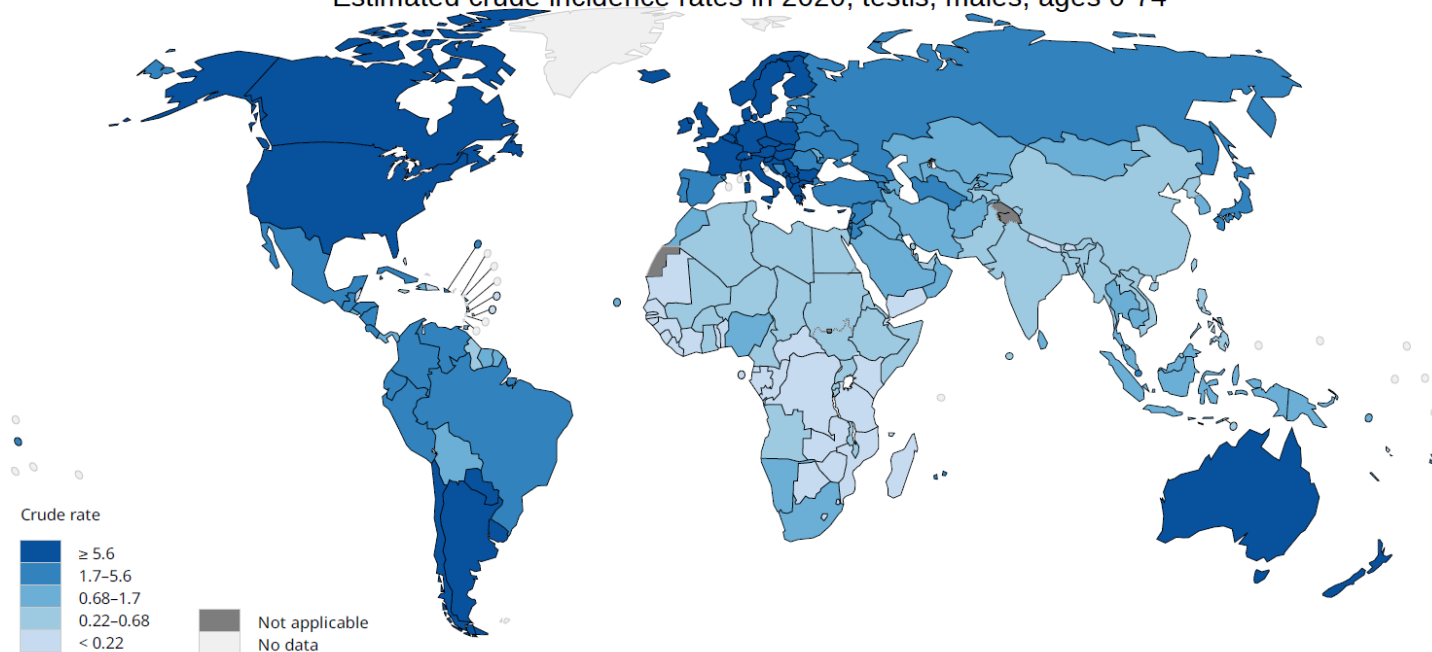 Estimated crude incidence rates in 2020, testis, males, ages 0-74
Crude rate
≥ 5.6
1.7–5.6
0.68–1.7
0.22–0.68
< 0.22
Not applicable
No data